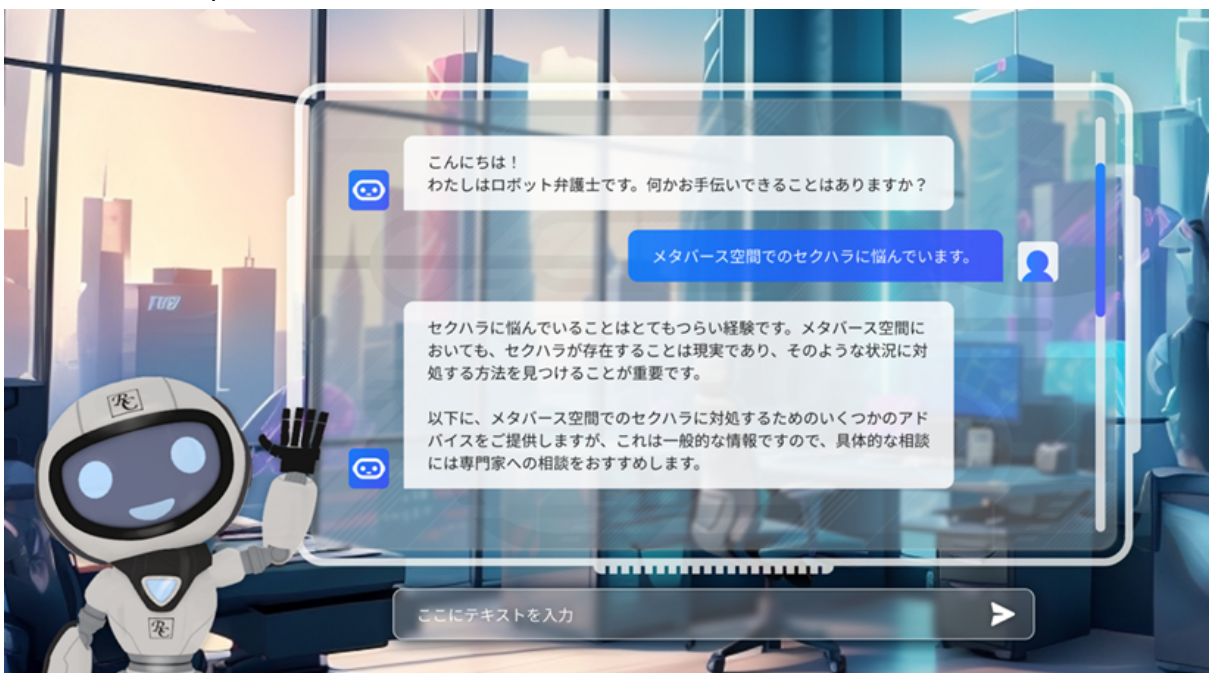 こんにちは！
わたしはロボット弁護士です。何かお手伝いできることはありますか？
メタバース空間でのセクハラに悩んでいます。
セクハラに悩んでいることはとてもつらい経験です。メタバース空間に
おいても、セクハラが存在することは現実であり、そのような状況に対
処する方法を見つけることが重要です。
以下に、メタバース空間でのセクハラに対処するためのいくつかのアド
バイスをご提供しますが、これは一般的な情報ですので、具体的な相談
には専門家への相談をおすすめします。
ここにテキストを入力